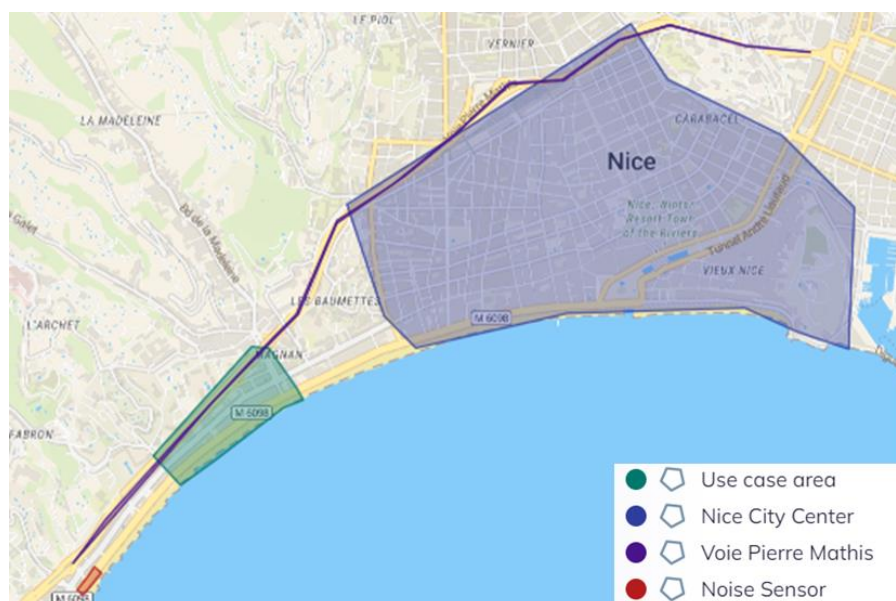 LE PIOL
VERNIER
LA MADELEINE
CARABACEL
Nice
Bd de la Madeleine
Nice, Winter
Resort Town
of the Riviera
Tunnel André Liautaud
VIEUX NICE
LES BAUMETTES
M 6098
L'ARCHET
MAGNAN
M 6098
FABRON
M 6098
Use case area
Nice City Center
Voie Pierre Mathis
Noise Sensor